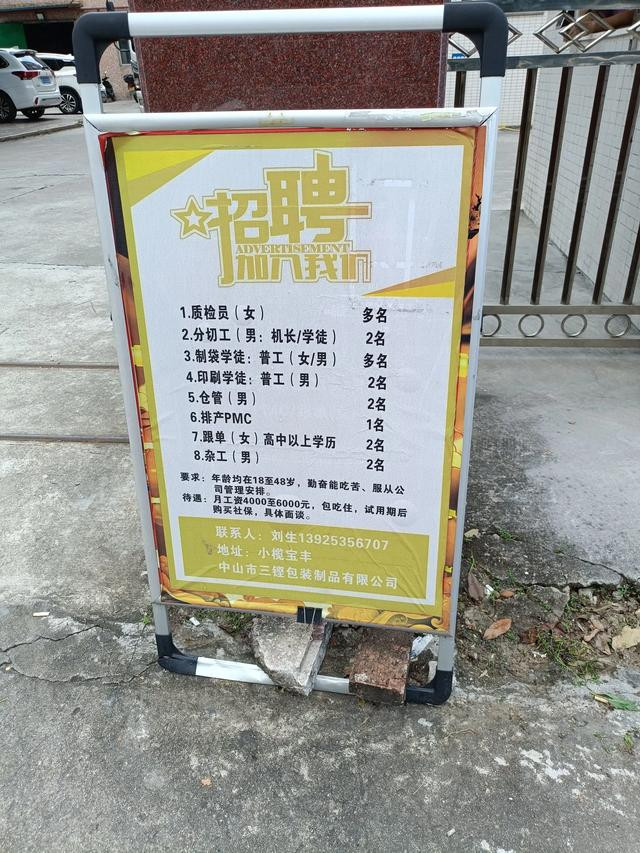 招聘
ADVERTISEMENT
加入我们
1.质检员（女） 多名
2.分切工（男：机长/学徒） 2名
3.制袋学徒：普工（女/男） 多名
4.印刷学徒：普工（男） 2名
5.仓管（男） 2名
6.排产PMC 1名
7.跟单（女）高中以上学历 2名
8.杂工（男） 2名
要求：年龄均在18至48岁，勤奋能吃苦、服从公
司管理安排。
待遇：月工资4000至6000元，包吃住，试用期后
购买社保，具体面谈。
联系人：刘生13925356707
地址：小榄宝丰
中山市三铿包装制品有限公司